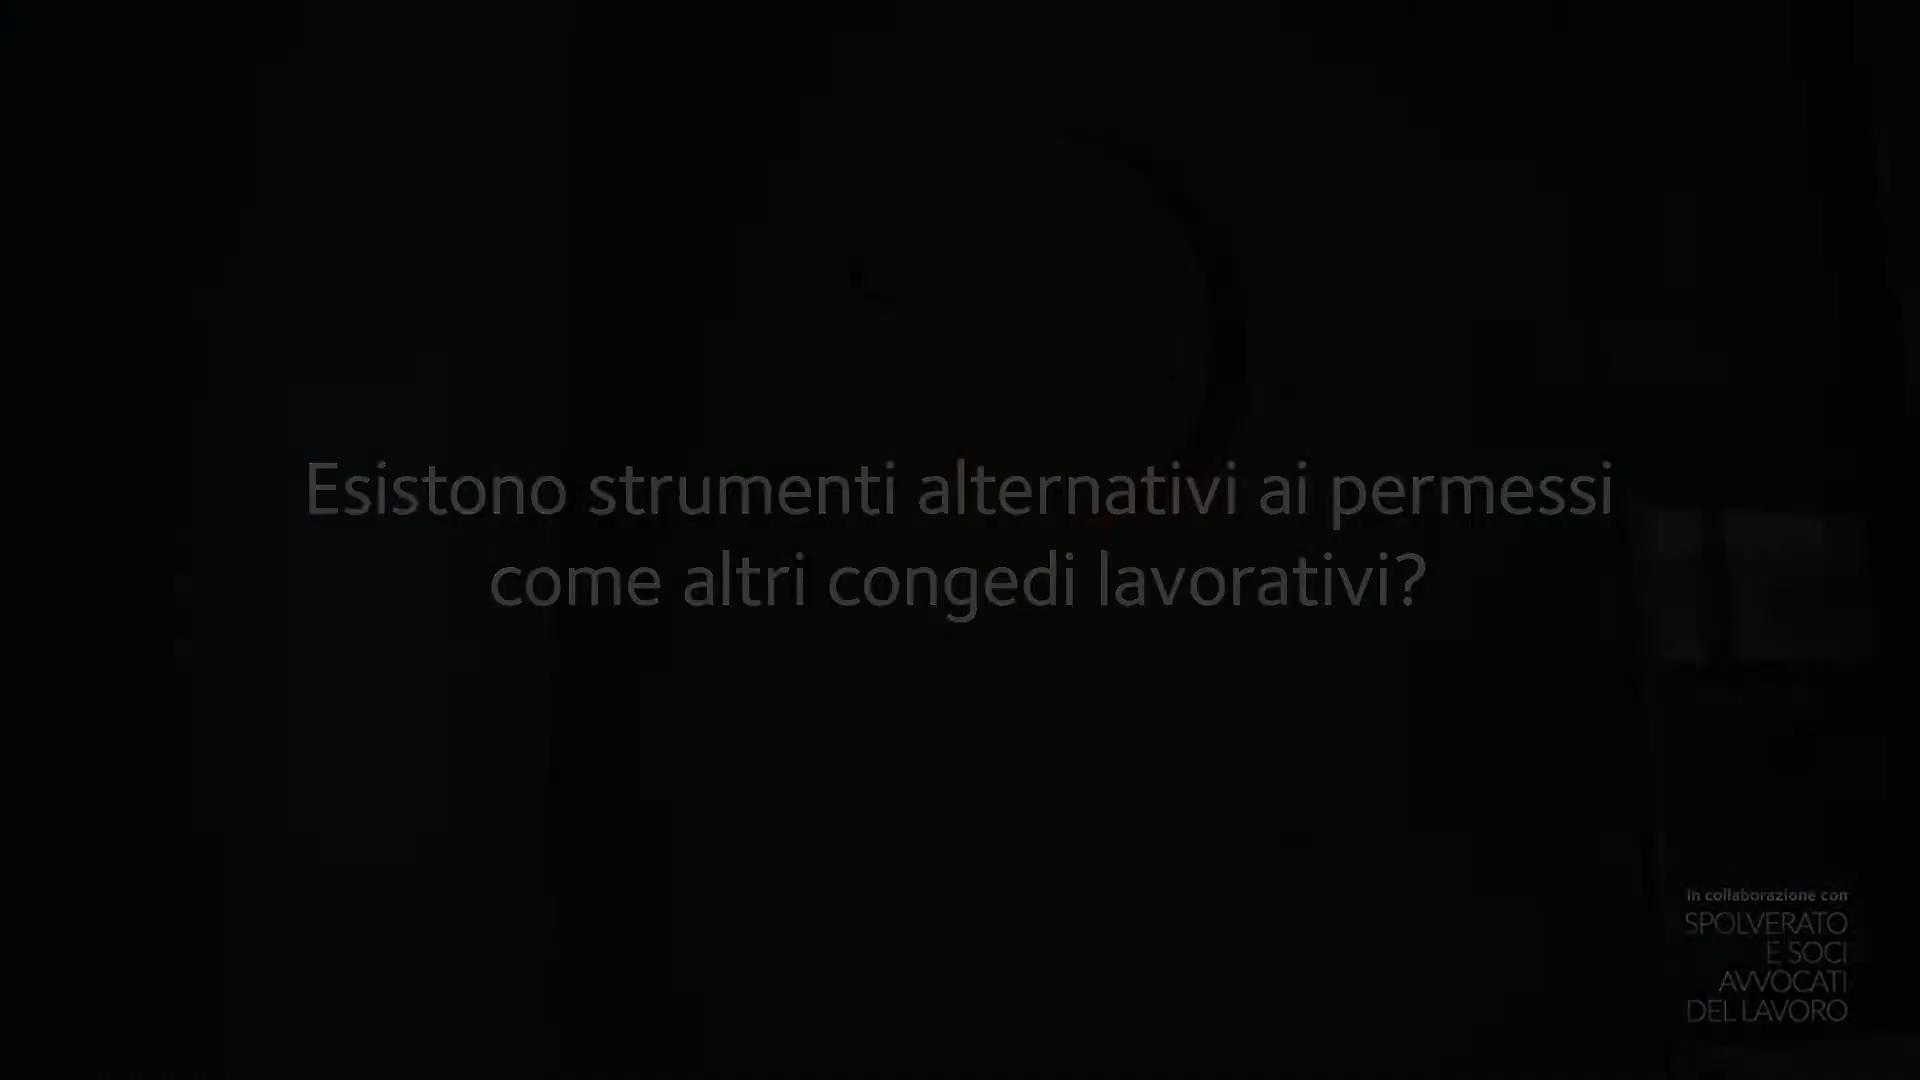 Esistono strumenti alternativi ai permessi
come altri congedi lavorativi?
In collaborazione con
SPOLVERATO
E SOCI
AVVOCATI
DEL LAVORO